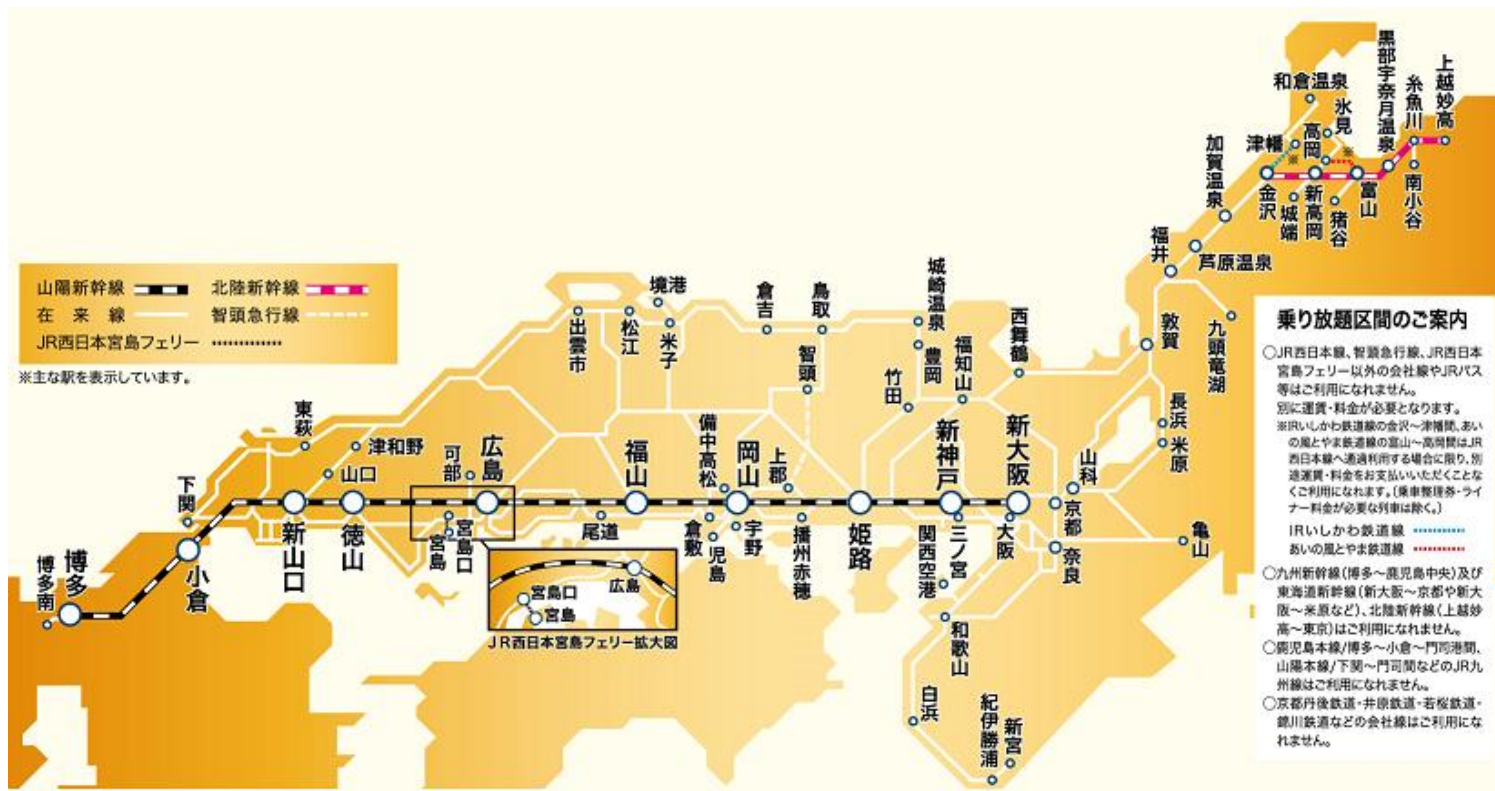 和倉温泉
氷見
黒部宇奈月温泉
糸魚川
上越妙高
津幡
高岡
※
※
加賀温泉
金沢
城端
新高岡
猪谷
富山
南小谷
福井
芦原温泉
山陽新幹線
北陸新幹線
在来線
智頭急行線
JR西日本宮島フェリー
※主な駅を表示しています。
境港
倉吉
鳥取
城崎温泉
西舞鶴
敦賀
九頭竜湖
出雲市
松江
米子
智頭
豊岡
竹田
福知山
長浜
米原
東萩
津和野
山口
可部
広島
福山
備中高松
岡山
上郡
新神戸
新大阪
山科
下関
新山口
徳山
宮島
宮島口
尾道
倉敷
児島
宇野
播州赤穂
姫路
関西空港
三ノ宮
大阪
京都
奈良
亀山
博多南
博多
小倉
広島
宮島口
宮島
JR西日本宮島フェリー拡大図
和歌山
白浜
紀伊勝浦
新宮
乗り放題区間のご案内
○JR西日本線、智頭急行線、JR西日本
宮島フェリー以外の会社線やJRバス
等はご利用になれません。
別に運賃・料金が必要となります。
※IRいしかわ鉄道線の金沢〜津幡間、あい
の風とやま鉄道線の富山〜高岡間はJR
西日本線へ通過利用する場合に限り、別
途運賃・料金をお支払いいただくことな
くご利用になれます。(乗車整理券・ライ
ナー料金が必要な列車は除く。)
IRいしかわ鉄道線
あいの風とやま鉄道線
○九州新幹線(博多〜鹿児島中央)及び
東海道新幹線(新大阪〜京都や新大
阪〜米原など)、北陸新幹線(上越妙
高〜東京)はご利用になれません。
○鹿児島本線/博多〜小倉〜門司港間、
山陽本線/下関〜門司間などのJR九
州線はご利用になれません。
○京都丹後鉄道・井原鉄道・若桜鉄道・
錦川鉄道などの会社線はご利用にな
れません。